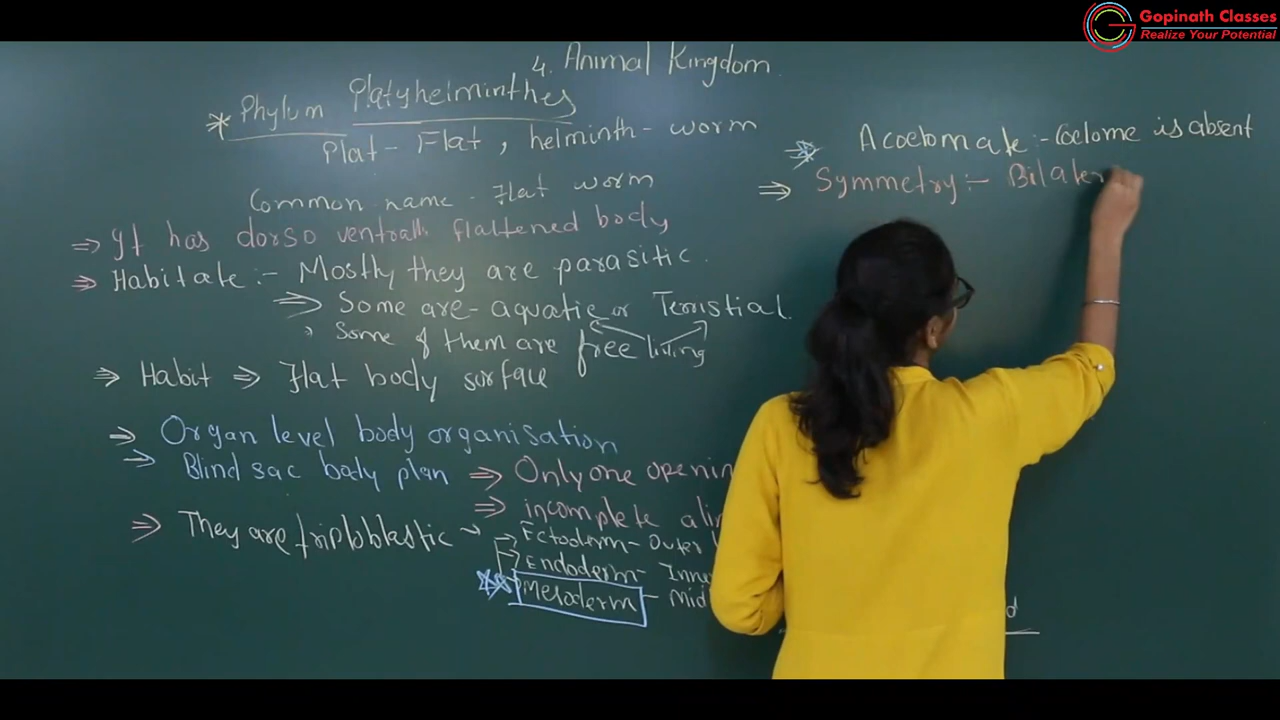 Gopinath Classes
Realize Your Potential
4. Animal Kingdom
* Phylum Platyhelminthes
Plat - Flat, helminth - worm
Common name - Flat worm
⇒ It has dorso ventrally flattened body
⇒ Habitate :- Mostly they are parasitic.
⇒ Some are - aquatic or Terristial.
Some of them are free living
⇒ Habit ⇒ Flat body surface
⇒ Organ level body organisation
⇒ Blind sac body plan ⇒ Only one openin
⇒ incomplete ali
⇒ They are triploblastic → Ectoderm - Outer
→ Endoderm - Inne
Mesoderm - Mid
Acoelomate :- Coelome is absent
⇒ Symmetry :- Bilater